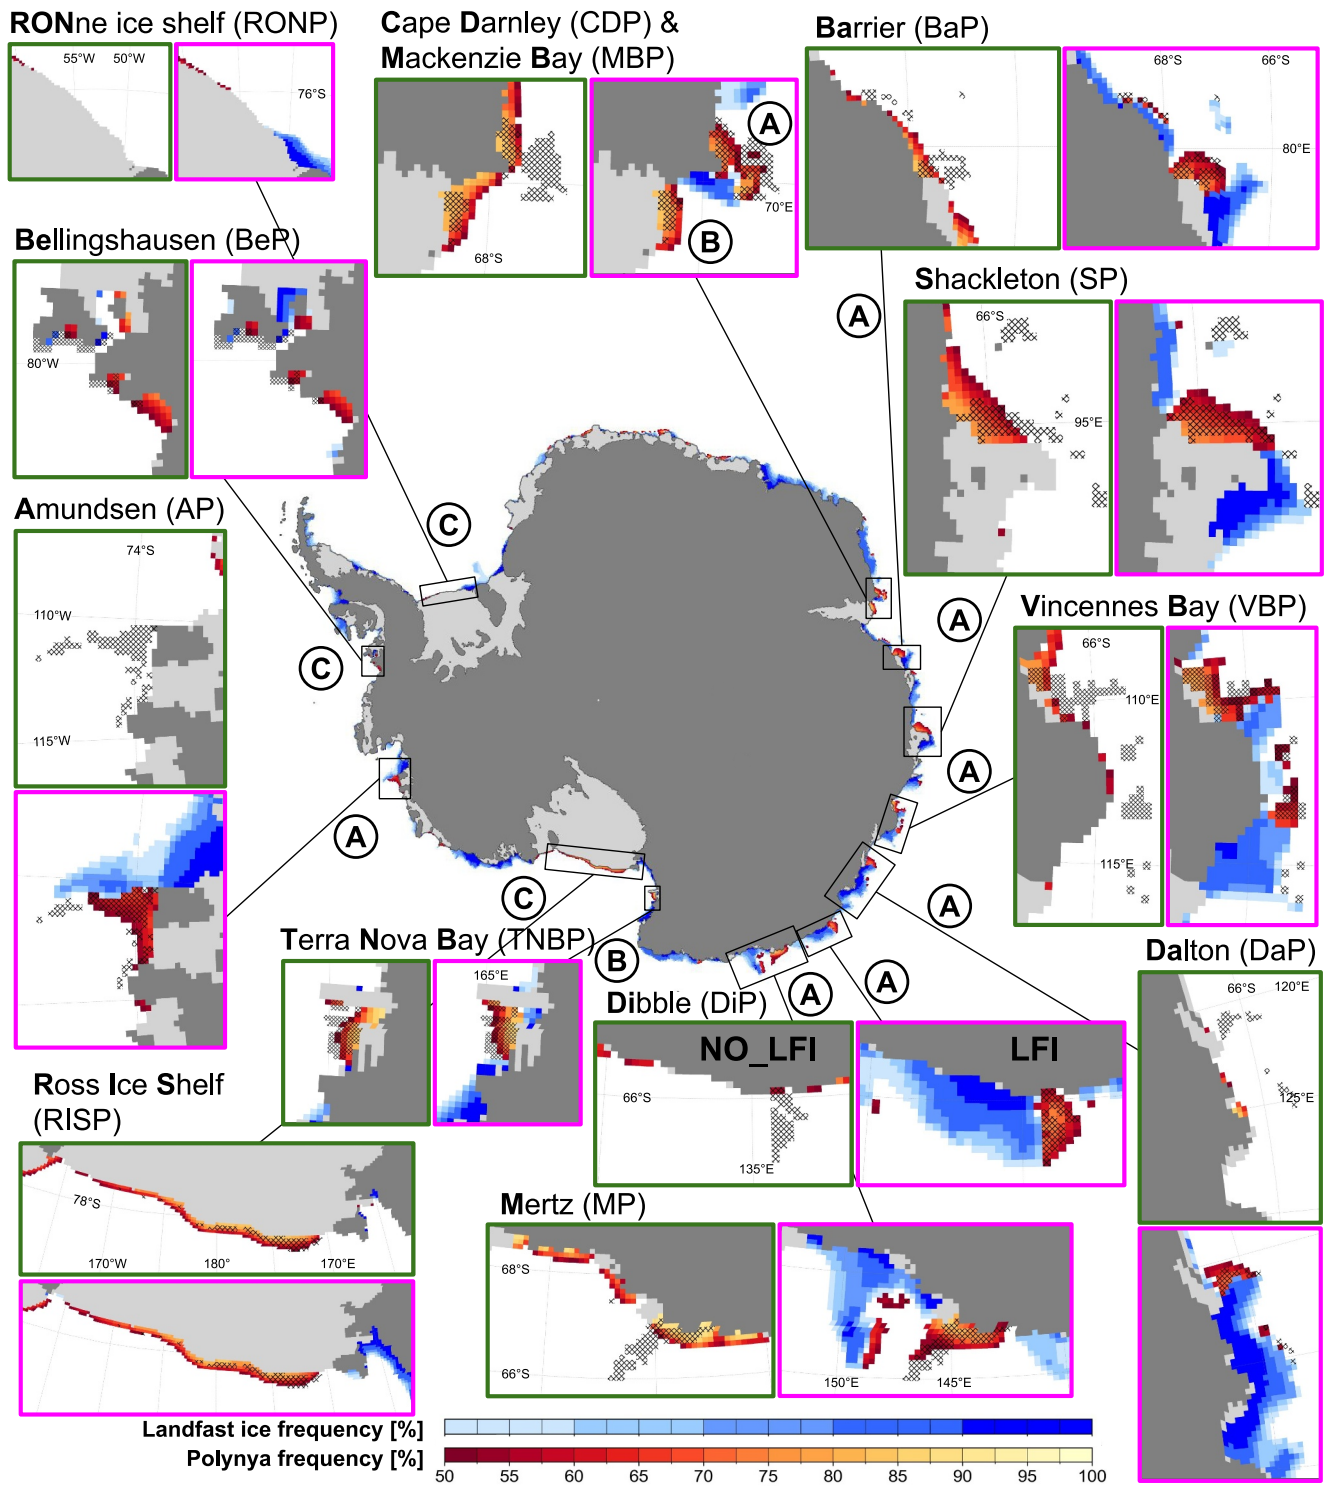 RONne ice shelf (RONP)
55°W 50°W
76°S
Cape Darnley (CDP) &
Mackenzie Bay (MBP)
A
B
70°E
68°S
Barrier (BaP)
68°S 66°S
80°E
Bellingshausen (BeP)
80°W
Shackleton (SP)
66°S
95°E
A
Amundsen (AP)
74°S
110°W
115°W
C
C
A
A
Vincennes Bay (VBP)
66°S
110°E
115°E
A
C
A
Terra Nova Bay (TNBP)
165°E
B
A
A
Dibble (DiP)
NO_LFI
LFI
66°S
135°E
Dalton (DaP)
66°S 120°E
125°E
Ross Ice Shelf
(RISP)
78°S
170°W 180° 170°E
Mertz (MP)
68°S
66°S
150°E 145°E
Landfast ice frequency [%]
Polynya frequency [%]
50 55 60 65 70 75 80 85 90 95 100